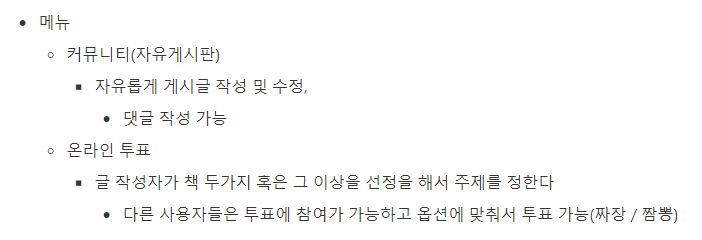 메뉴
커뮤니티(자유게시판)
자유롭게 게시글 작성 및 수정,
댓글 작성 가능
온라인 투표
글 작성자가 책 두가지 혹은 그 이상을 선정을 해서 주제를 정한다
다른 사용자들은 투표에 참여가 가능하고 옵션에 맞춰서 투표 가능(짜장 / 짬뽕)